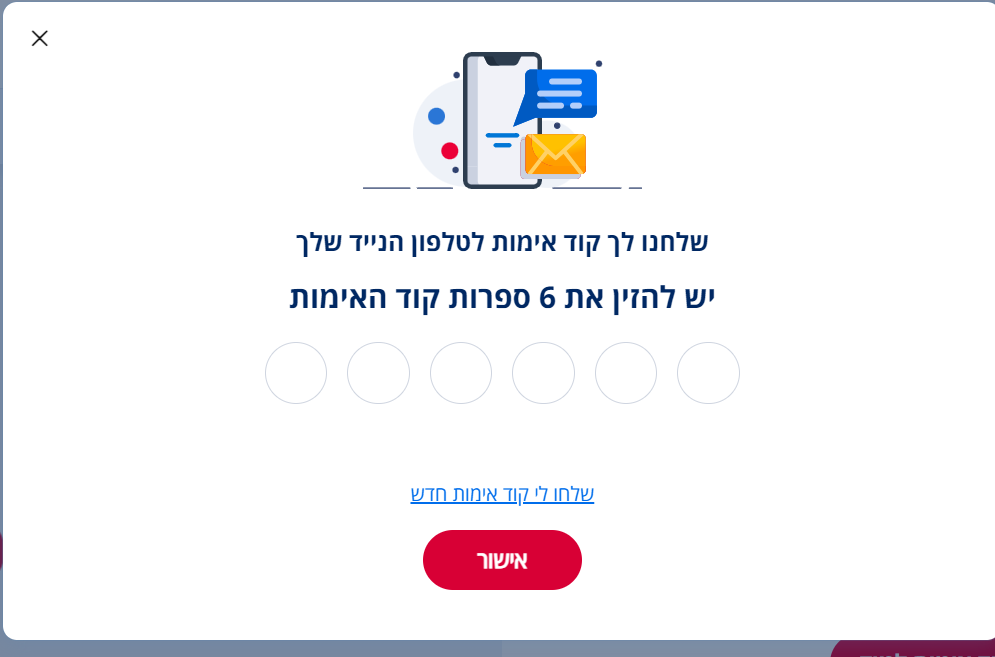 שלחנו לך קוד אימות לטלפון הנייד שלך
יש להזין את 6 ספרות קוד האימות
שלחו לי קוד אימות חדש
אישור